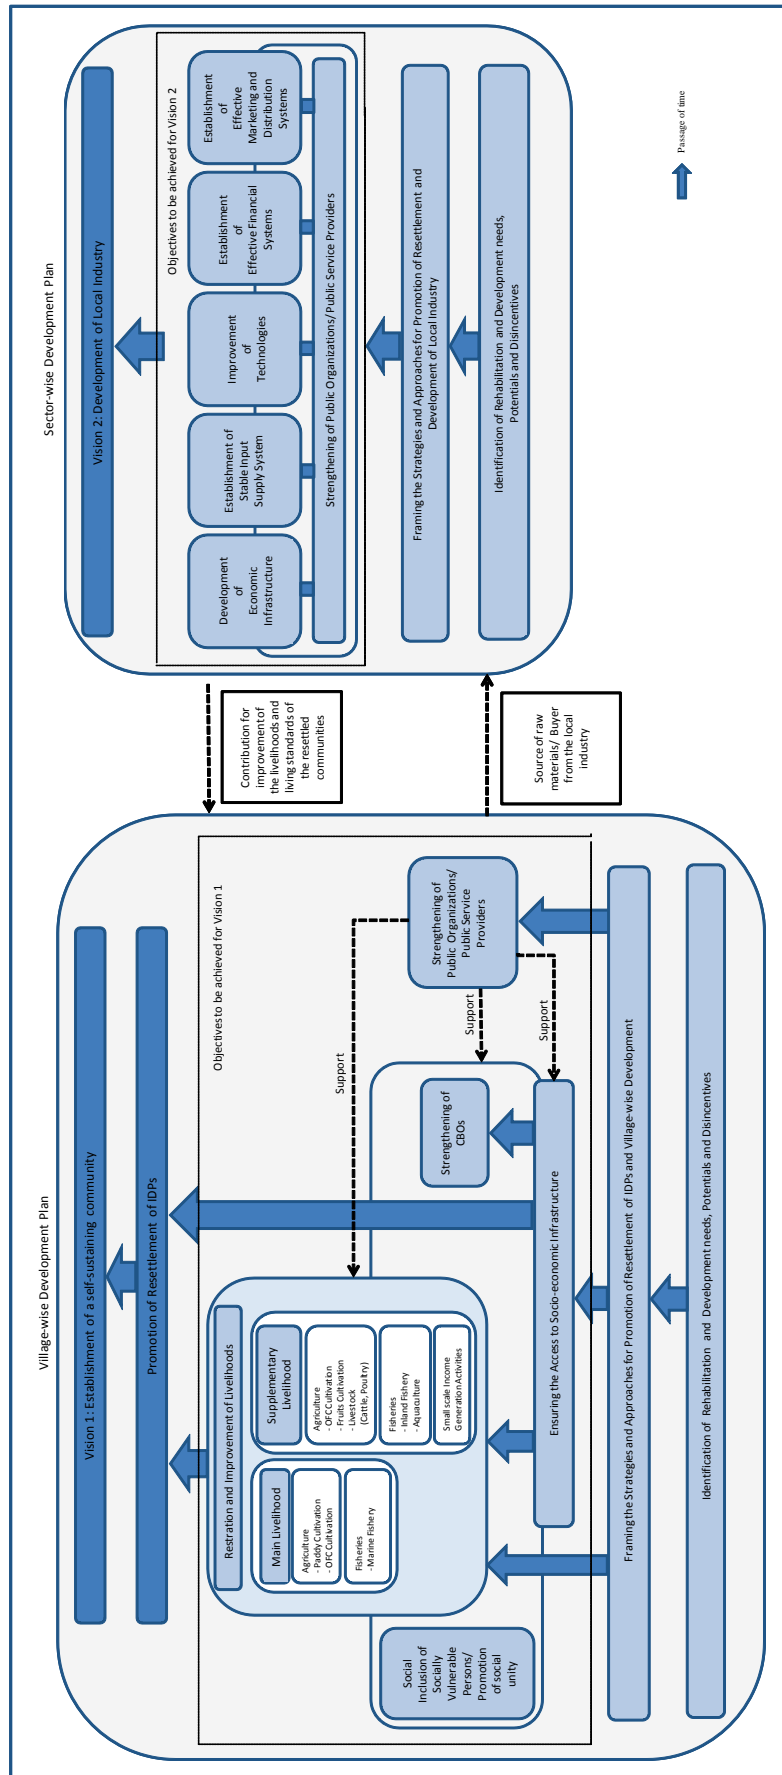 Village-wise Development Plan
Vision 1: Establishment of a self-sustaining community
Promotion of Resettlement of IDPs
Objectives to be achieved for Vision 1
Restration and Improvement of Livelihoods
Main Livelihood
Agriculture
- Paddy Cultivation
- OFC Cultivation
Fisheries
- Marine Fishery
Supplementary
Livelihood
Agriculture
- OFC Cultivation
- Fruits Cultivation
- Livestock
(Cattle, Poultry)
Fisheries
- Inland Fishery
- Aquaculture
Small scale Income
Generation Activities
Support
Social
Inclusion of
Socially
Vulnerable
Persons/
Promotion
of social
unity
Strengthening of
CBOs
Support
Support
Strengthening of
Public Organizations/
Public Service
Providers
Ensuring the Access to Socio-economic Infrastructure
Framing the Strategies and Approaches for Promotion of Resettlement of IDPs and Village-wise Development
Identification of Rehabilitation and Development needs, Potentials and Disincentives
Contribution for
improvement of
the livelihoods and
living standards of
the resettled
communities
Source of raw
materials/ Buyer
from the local
industry
Sector-wise Development Plan
Vision 2: Development of Local Industry
Objectives to be achieved for Vision 2
Development
of
Economic
Infrastructure
Establishment of
Stable Input
Supply System
Improvement
of
Technologies
Establishment
of
Effective Financial
Systems
Establishment
of
Effective
Marketing and
Distribution
Systems
Strengthening of Public Organizations/ Public Service Providers
Framing the Strategies and Approaches for Promotion of Resettlement and
Development of Local Industry
Identification of Rehabilitation and Development needs,
Potentials and Disincentives
Passage of time